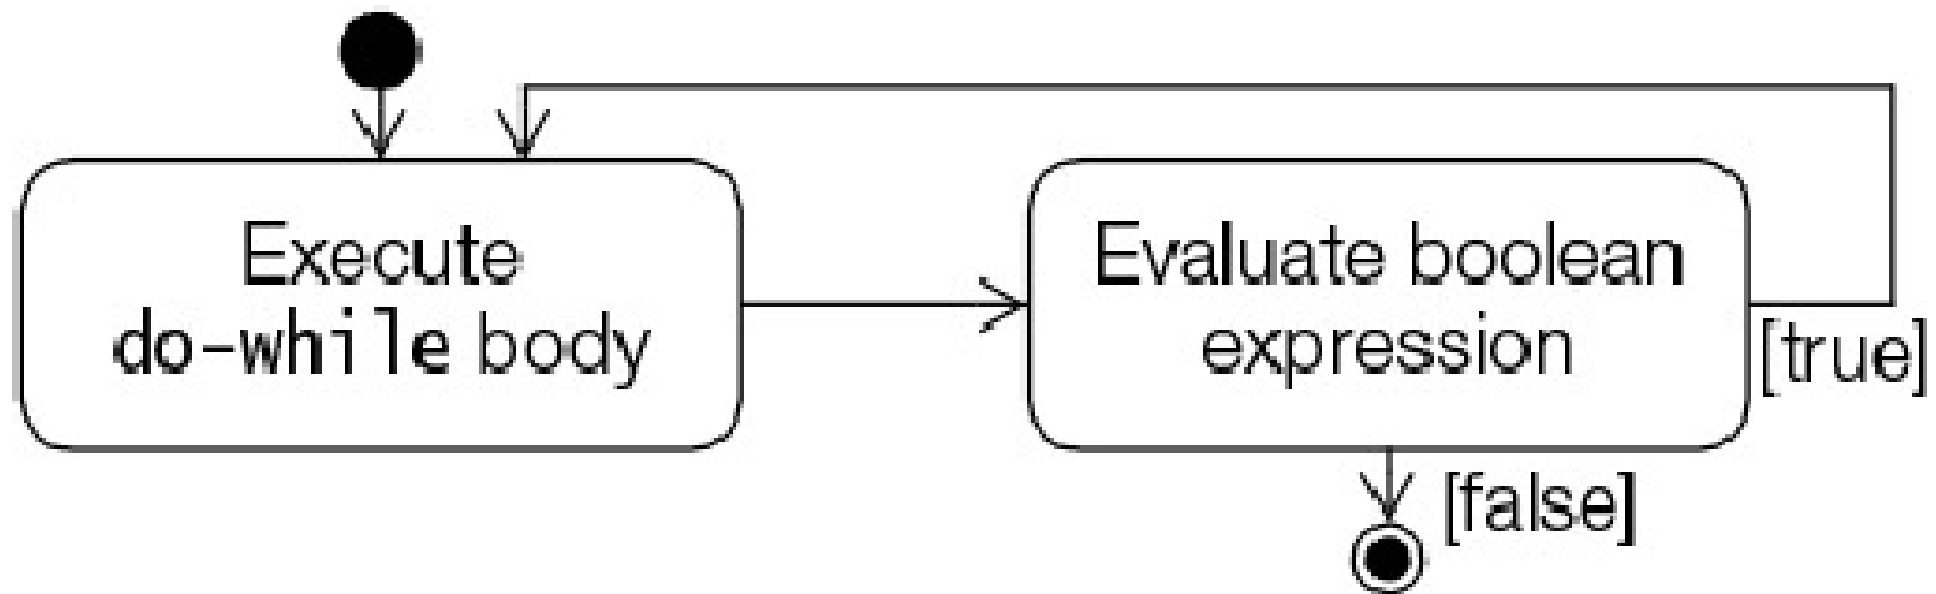 Execute
do-while body
Evaluate boolean
expression
[true]
[false]